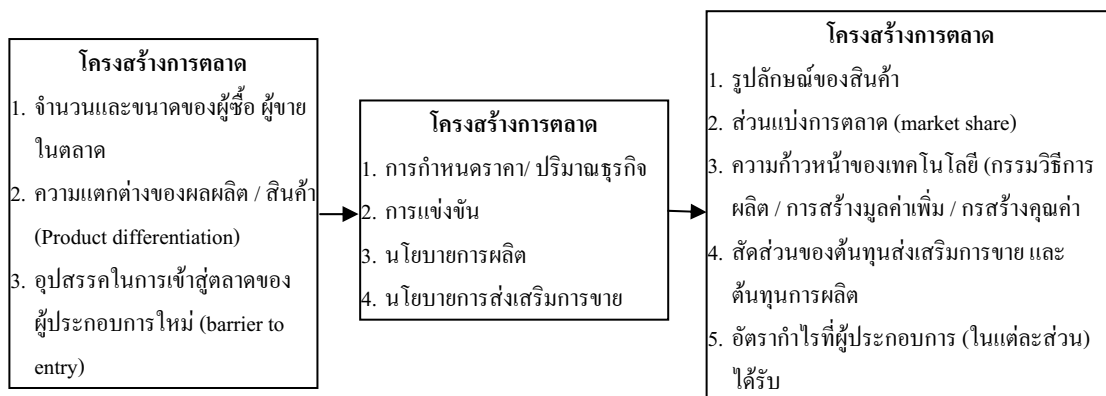 โครงสร้างการตลาด
1. จำนวนและขนาดของผู้ซื้อ ผู้ขาย
ในตลาด
2. ความแตกต่างของผลผลิต / สินค้า
(Product differentiation)
3. อุปสรรคในการเข้าสู่ตลาดของ
ผู้ประกอบการใหม่ (barrier to
entry)
โครงสร้างการตลาด
1. การกำหนดราคา/ ปริมาณธุรกิจ
2. การแข่งขัน
3. นโยบายการผลิต
4. นโยบายการส่งเสริมการขาย
โครงสร้างการตลาด
1. รูปลักษณ์ของสินค้า
2. ส่วนแบ่งการตลาด (market share)
3. ความก้าวหน้าของเทคโนโลยี (กรรมวิธีการ
ผลิต / การสร้างมูลค่าเพิ่ม / กรสร้างคุณค่า
4. สัดส่วนของต้นทุนส่งเสริมการขาย และ
ต้นทุนการผลิต
5. อัตรากำไรที่ผู้ประกอบการ (ในแต่ละส่วน)
ได้รับ